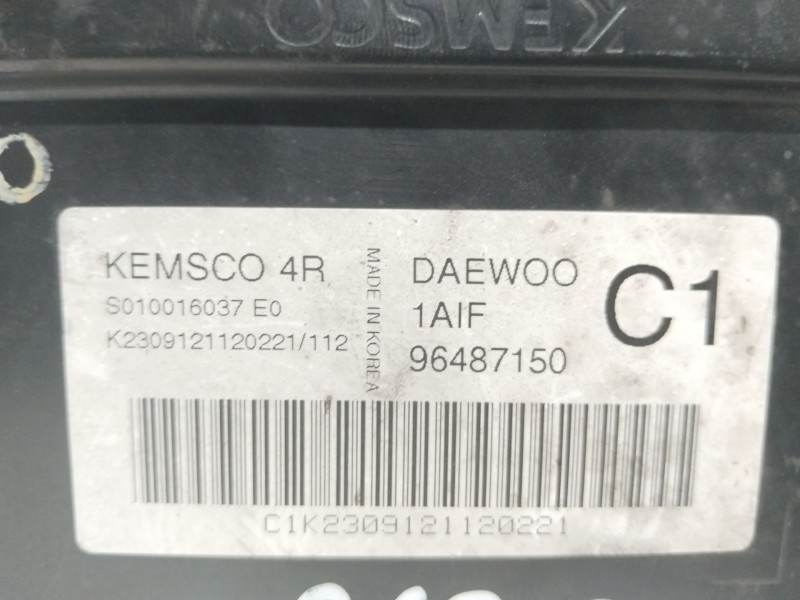 KEMSCO
KEMSCO 4R
S010016037 E0
K2309121120221/112
MADE IN KOREA
DAEWOO
1AIF
96487150
C1
C1K2309121120221